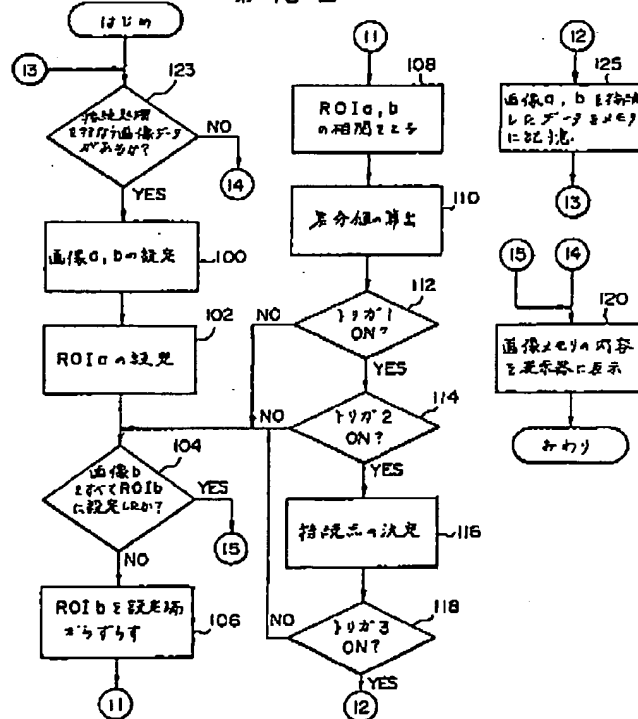 はじめ
13
123
接続処理
を行なう画像データ
があるか?
NO
14
YES
画像a, bの設定
100
102
ROIaの設定
104
画像b
をすべてROIb
に設定したか?
YES
15
NO
ROIbを設定端
からずらす
106
11
11
108
ROIa, b
の相関をとる
110
差分値の算出
112
トリガ1
ON?
NO
YES
114
トリガ2
ON?
NO
YES
接続点の決定
116
118
トリガ3
ON?
NO
YES
12
12
125
画像a, bを接続
したデータをメモリ
に記憶
13
15
14
120
画像メモリの内容
を表示器に表示
おわり